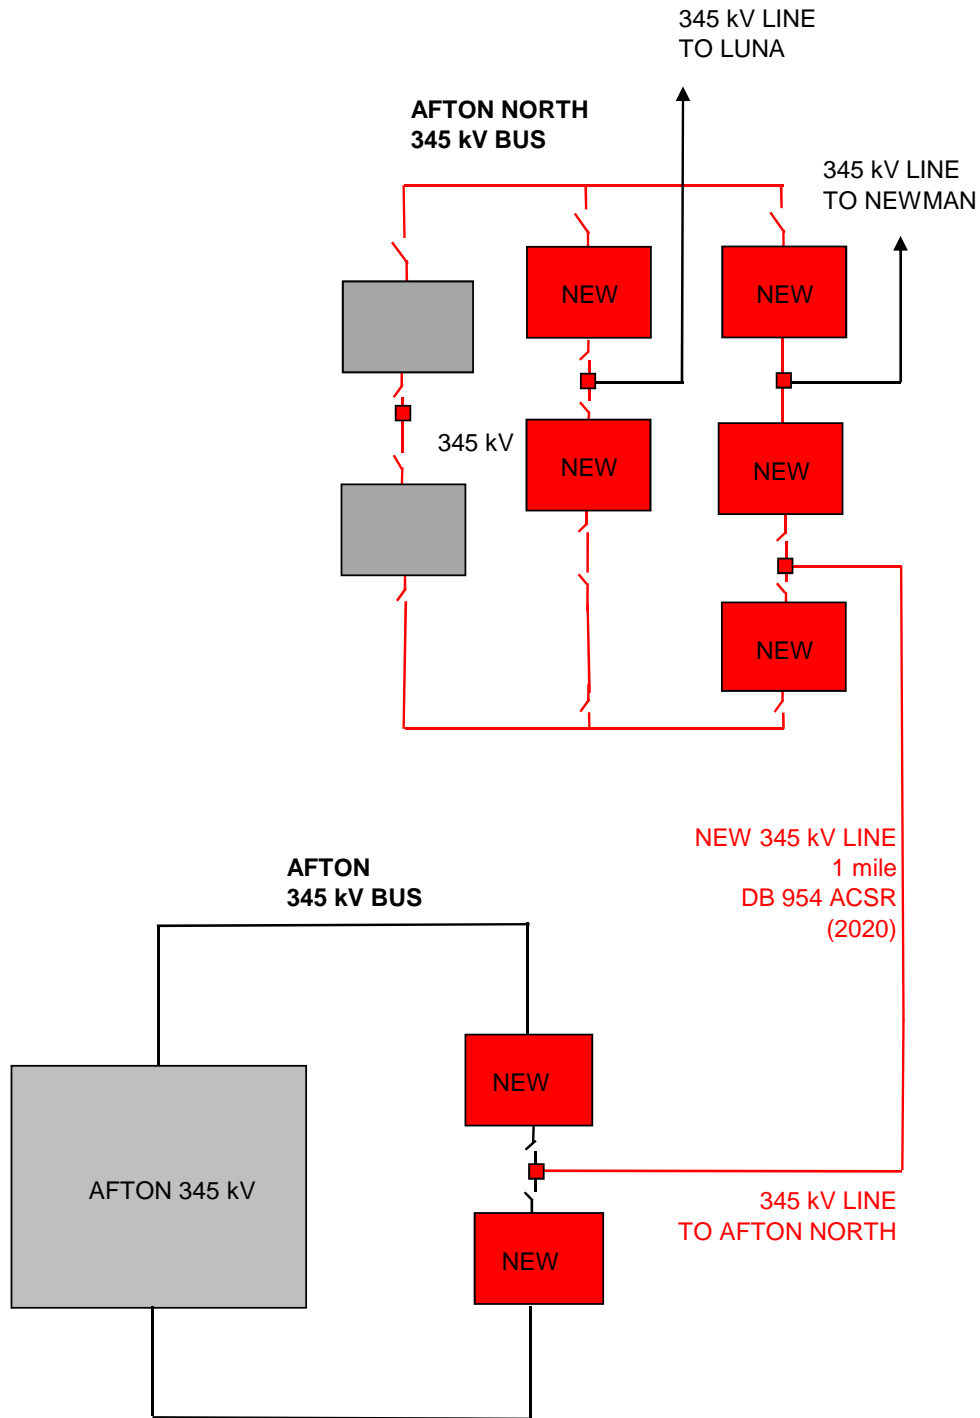 345 kV LINE
TO LUNA
AFTON NORTH
345 kV BUS
345 kV LINE
TO NEWMAN
NEW
NEW
345 kV
NEW
NEW
NEW
NEW 345 kV LINE
1 mile
DB 954 ACSR
(2020)
AFTON
345 kV BUS
NEW
AFTON 345 kV
345 kV LINE
TO AFTON NORTH
NEW